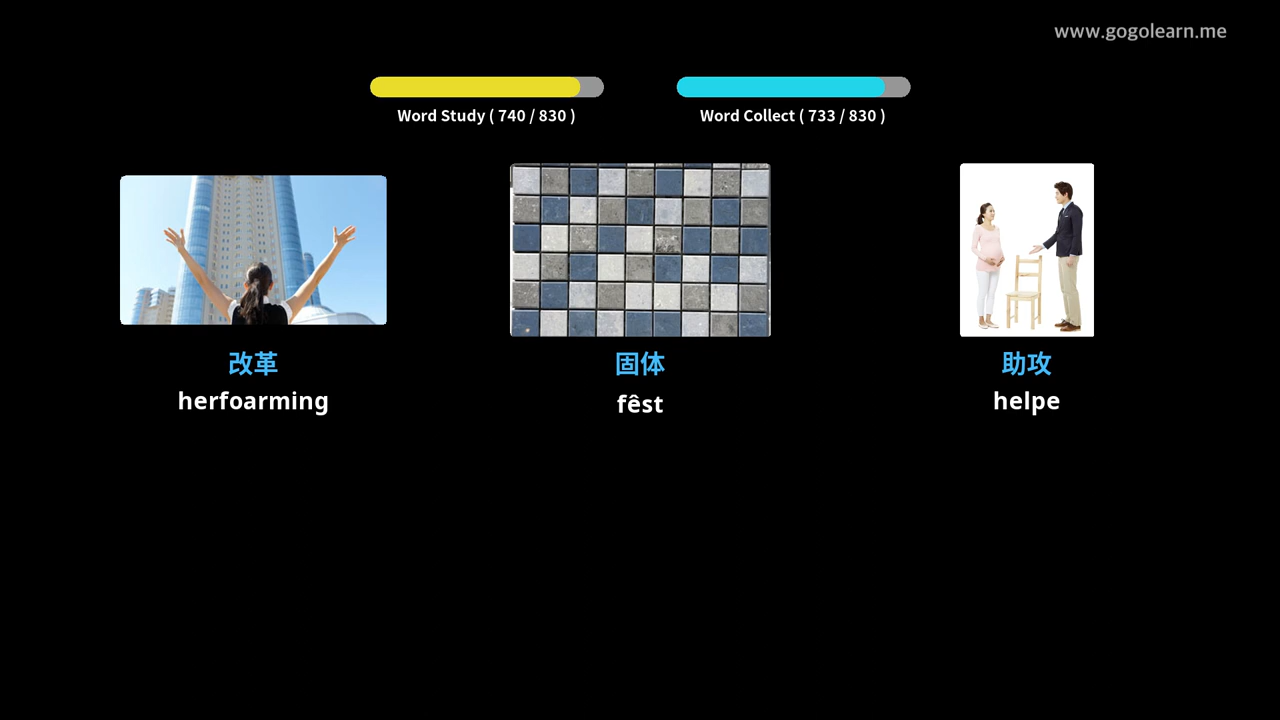 www.gogolearn.me
Word Study ( 740 / 830 )
Word Collect ( 733 / 830 )
改革
herfoarming
固体
fêst
助攻
helpe